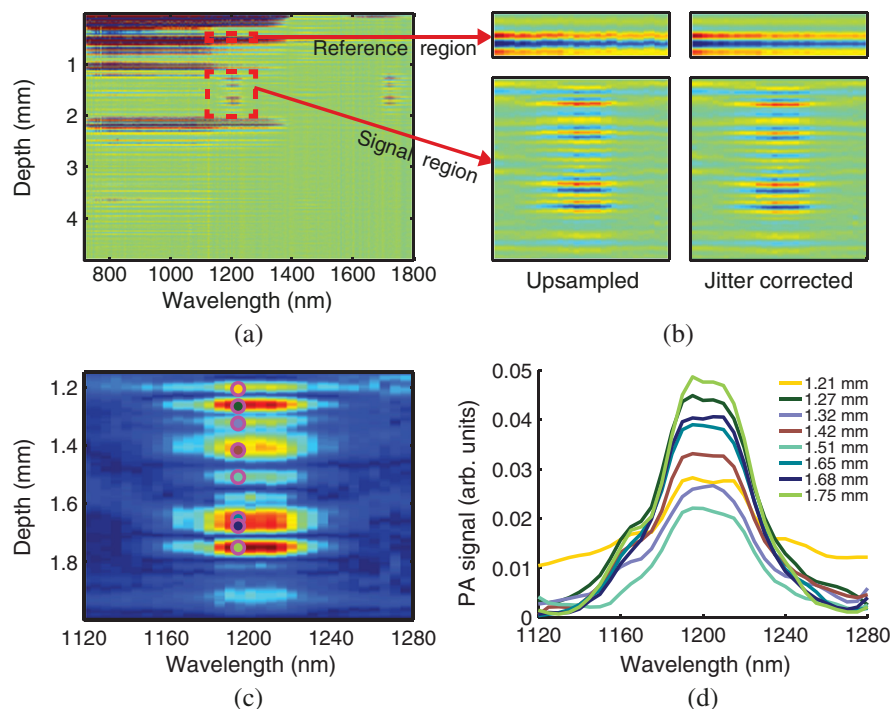 Depth (mm)
1
2
3
4
800 1000 1200 1400 1600 1800
Wavelength (nm)
(a)
Reference region
Signal region
Upsampled
Jitter corrected
(b)
Depth (mm)
1.2
1.4
1.6
1.8
1120 1160 1200 1240 1280
Wavelength (nm)
(c)
PA signal (arb. units)
0.05
0.04
0.03
0.02
0.01
0
1120 1160 1200 1240 1280
Wavelength (nm)
1.21 mm
1.27 mm
1.32 mm
1.42 mm
1.51 mm
1.65 mm
1.68 mm
1.75 mm
(d)